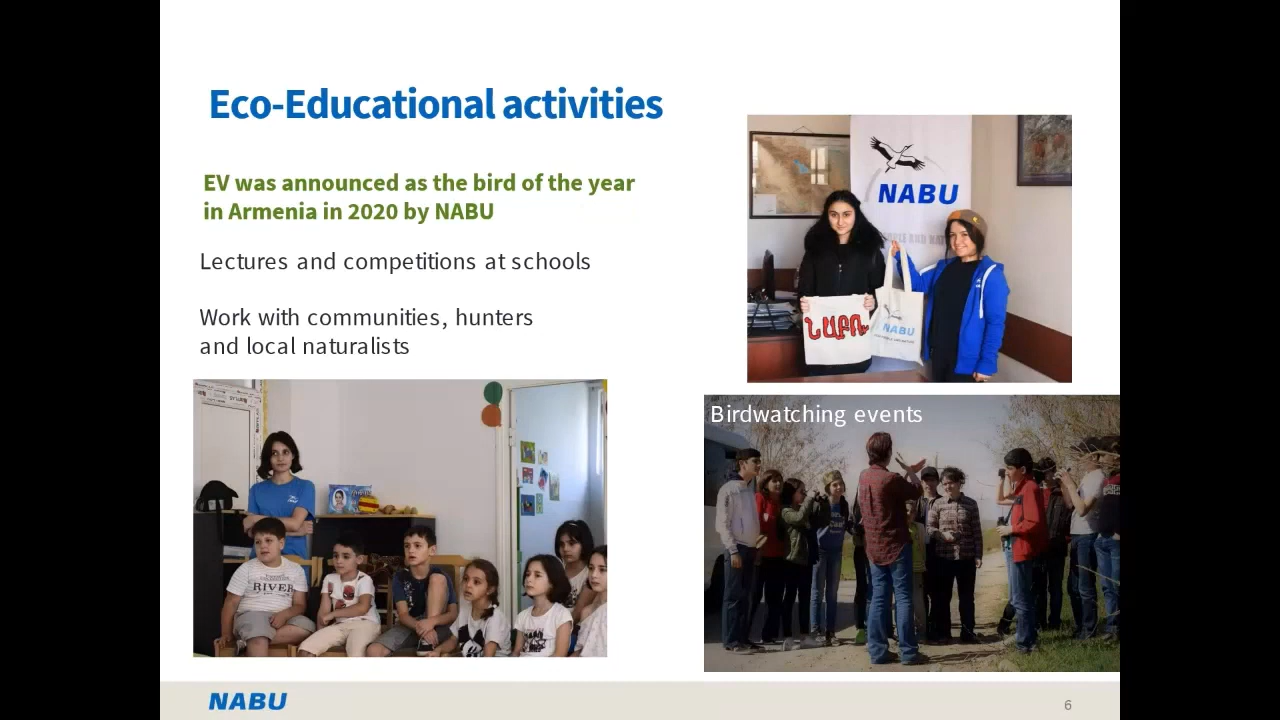 Eco-Educational activities
EV was announced as the bird of the year
in Armenia in 2020 by NABU
Lectures and competitions at schools
Work with communities, hunters
and local naturalists
NABU
ՆԱԲՈՒ
NABU
Birdwatching events
RIVER
NABU
6